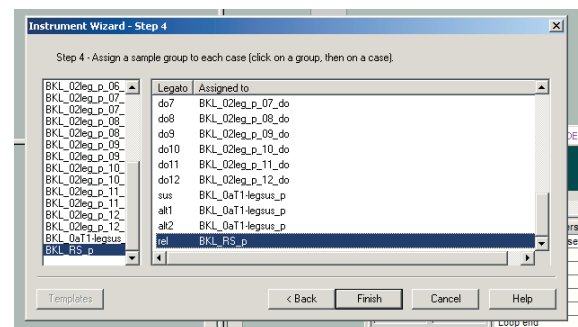 Instrument Wizard - Step 4
Step 4 - Assign a sample group to each case (click on a group, then on a case).
BKL_02leg_p_06_
BKL_02leg_p_07_
BKL_02leg_p_07_
BKL_02leg_p_08_
BKL_02leg_p_08_
BKL_02leg_p_09_
BKL_02leg_p_09_
BKL_02leg_p_10_
BKL_02leg_p_10_
BKL_02leg_p_11_
BKL_02leg_p_11_
BKL_02leg_p_12_
BKL_02leg_p_12_
BKL_0aT1-legsus
BKL_RS_p
Legato Assigned to
do7 BKL_02leg_p_07_do
do8 BKL_02leg_p_08_do
do9 BKL_02leg_p_09_do
do10 BKL_02leg_p_10_do
do11 BKL_02leg_p_11_do
do12 BKL_02leg_p_12_do
sus BKL_0aT1-legsus_p
alt1 BKL_0aT1-legsus_p
alt2 BKL_0aT1-legsus_p
rel BKL_RS_p
Templates < Back Finish Cancel Help
Loop end